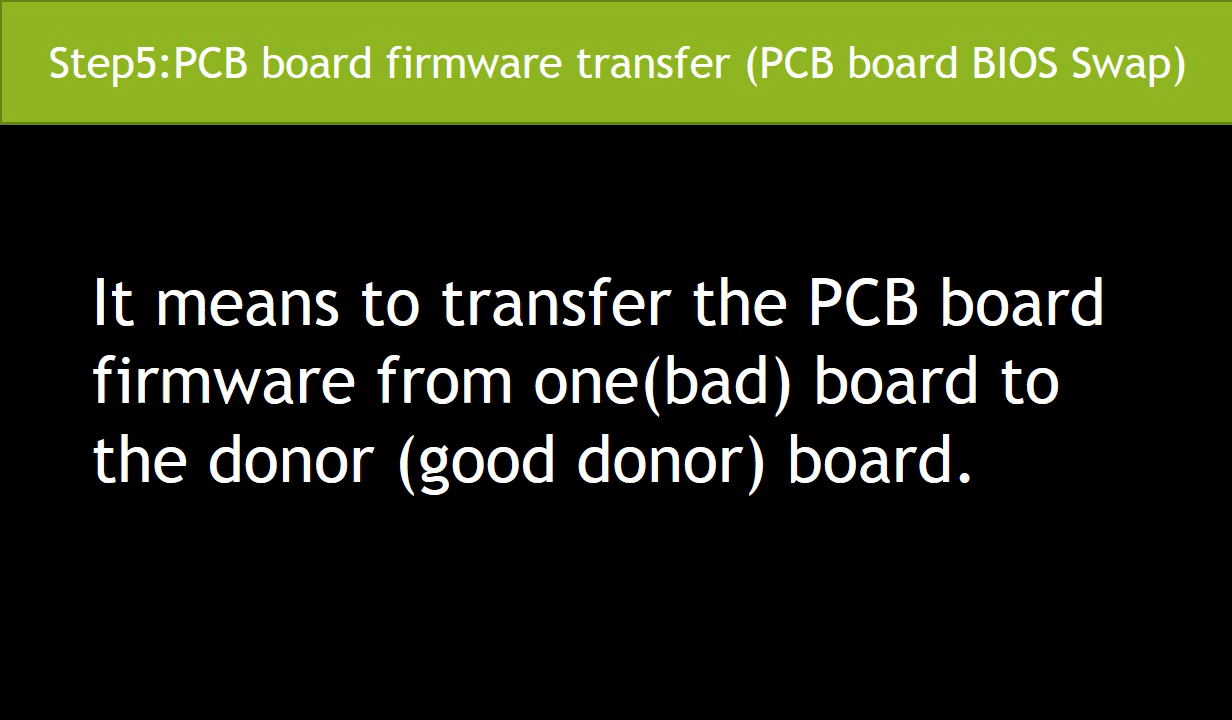 Step5:PCB board firmware transfer (PCB board BIOS Swap)
It means to transfer the PCB board
firmware from one(bad) board to
the donor (good donor) board.